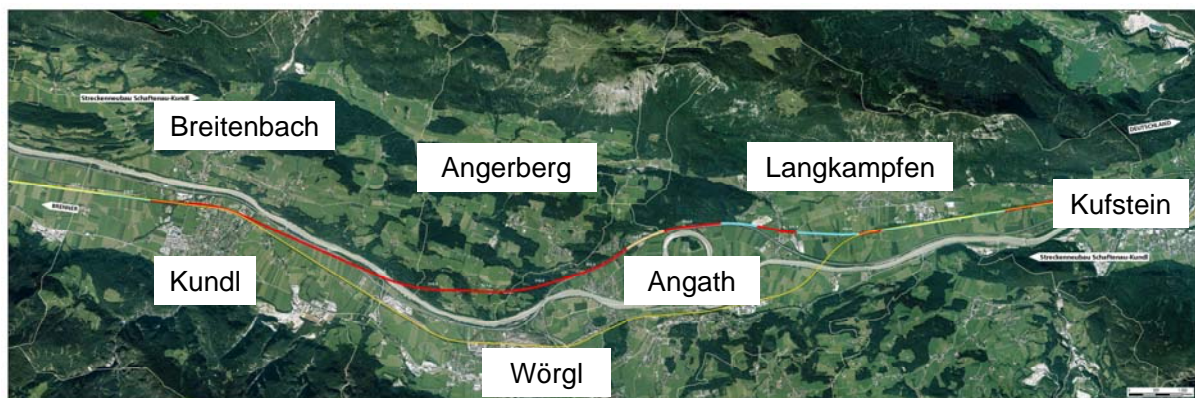 Streckenneubau Schaftenau-Kundl
Breitenbach
DEUTSCHLAND
Angerberg
Langkampfen
Kufstein
BRENNER
Kundl
Angath
Streckenneubau Schaftenau-Kundl
Wörgl